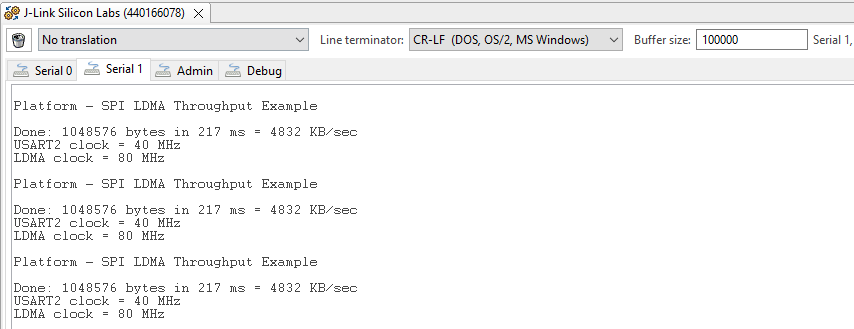 J-Link Silicon Labs (440166078)
No translation Line terminator: CR-LF (DOS, OS/2, MS Windows) Buffer size: 100000 Serial 1,
Serial 0 Serial 1 Admin Debug
Platform - SPI LDMA Throughput Example
Done: 1048576 bytes in 217 ms = 4832 KB/sec
USART2 clock = 40 MHz
LDMA clock = 80 MHz
Platform - SPI LDMA Throughput Example
Done: 1048576 bytes in 217 ms = 4832 KB/sec
USART2 clock = 40 MHz
LDMA clock = 80 MHz
Platform - SPI LDMA Throughput Example
Done: 1048576 bytes in 217 ms = 4832 KB/sec
USART2 clock = 40 MHz
LDMA clock = 80 MHz